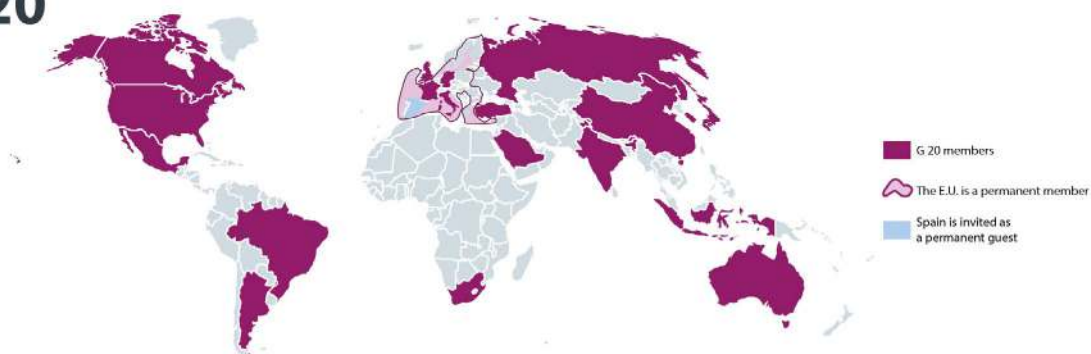 20
G 20 members
The E.U. is a permanent member
Spain is invited as
a permanent guest